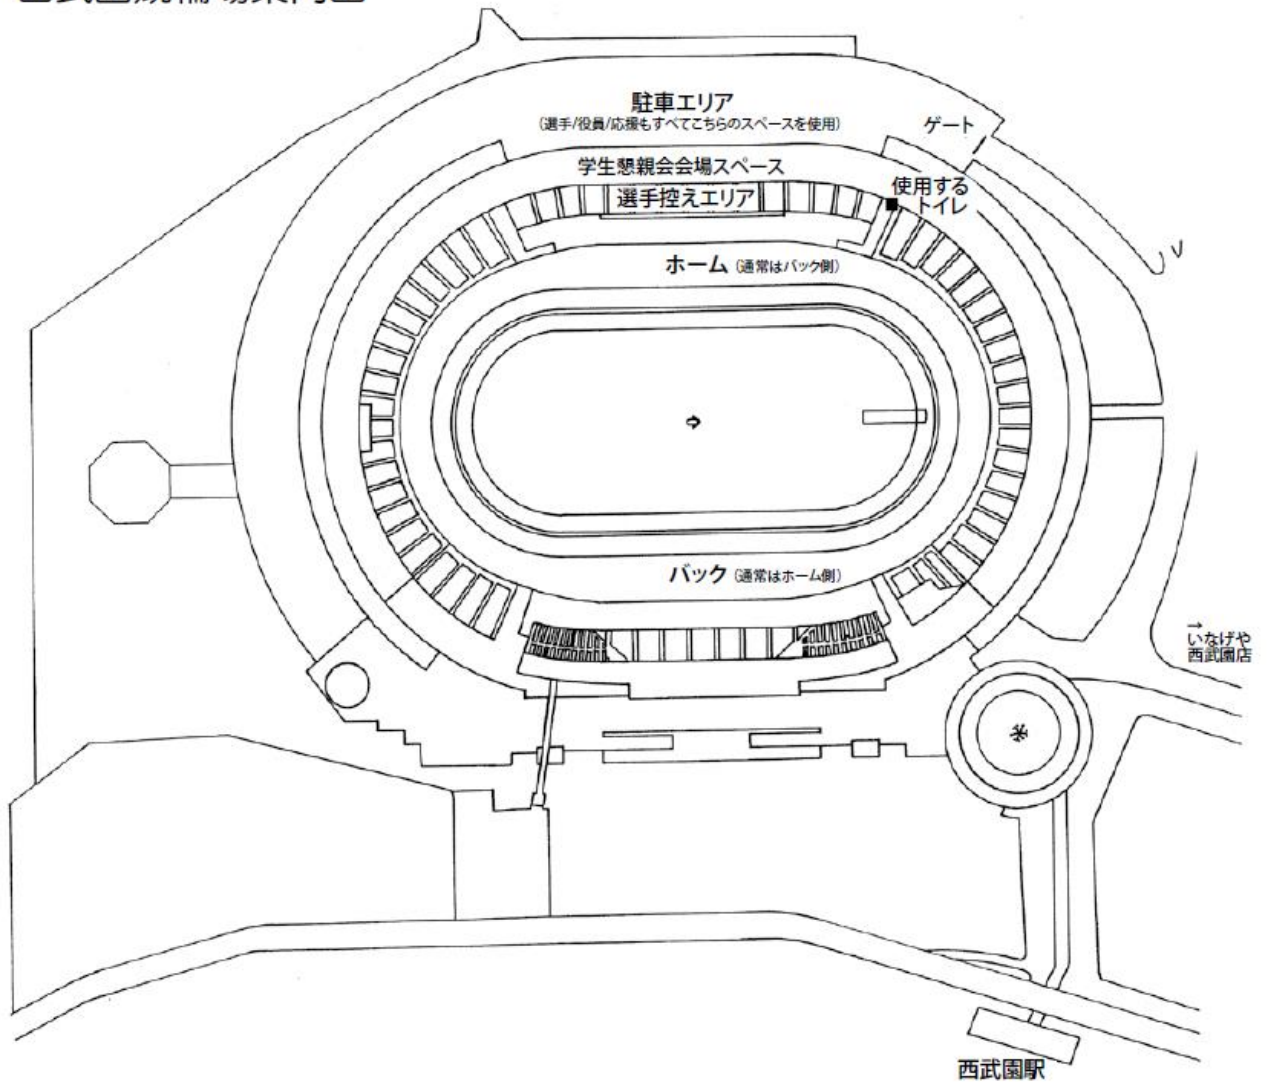 駐車エリア
(選手/役員/応援もすべてこちらのスペースを使用)
ゲート
学生懇親会会場スペース
選手控えエリア
使用する
トイレ
ホーム (通常はバック側)
バック (通常はホーム側)
→
いなげや
西武園店
西武園駅